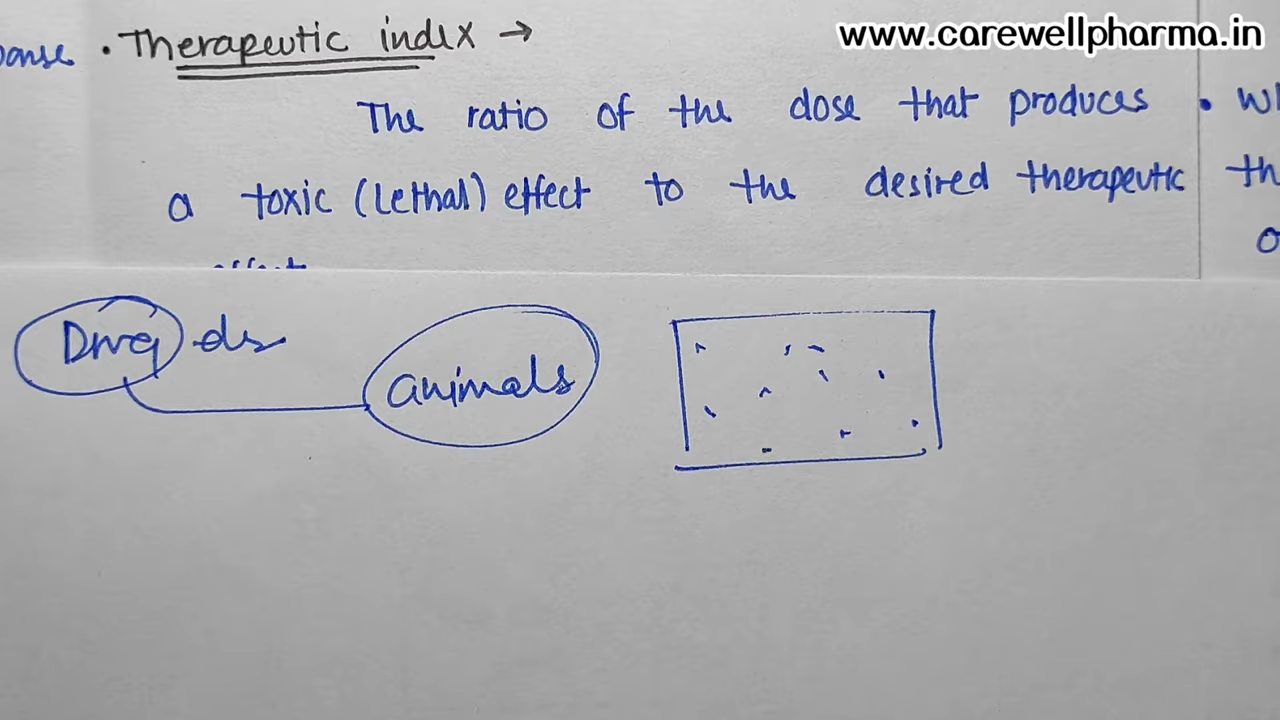 www.carewellpharma.in
• Therapeutic index →
The ratio of the dose that produces
a toxic (Lethal) effect to the desired therapeutic
effect
Drug
animals